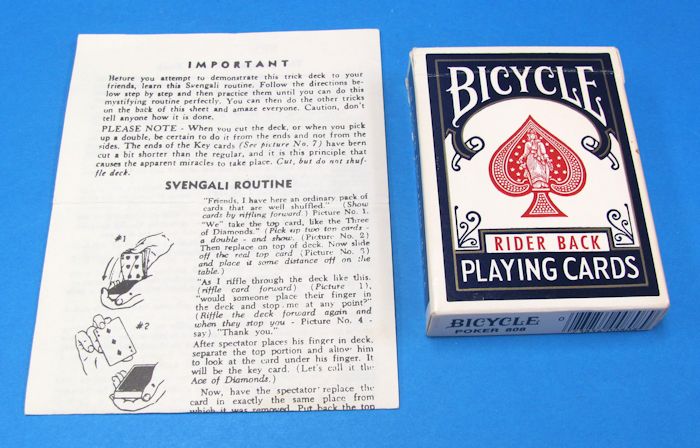 IMPORTANT
Before you attempt to demonstrate this trick deck to your
friends, learn this Svengali routine. Follow the directions be-
low step by step and then practice them until you can do this
mystifying routine perfectly. You can then do the other tricks
on the back of this sheet and amaze everyone. Caution, don't
tell anyone how it is done.
PLEASE NOTE - When you cut the deck, or when you pick
up a double, be certain to do it from the ends and not from the
sides. The ends of the Key cards (See picture No. 7) have been
cut a bit shorter than the regular, and it is this principle that
causes the apparent miracles to take place. Cut, but do not shuf-
fle deck.
SVENGALI ROUTINE
"Friends, I have here an ordinary pack of
cards that are well shuffled." (Show
cards by riffling forward.) Picture No. 1.
"We" take the top card, like the Three
of Diamonds." (Pick up two top cards -
a double - and show. (Picture No. 2)
Then replace on top of deck. Now slide
off the real top card (Picture No. 3)
and place it some distance off on the
table.)
"As I riffle through the deck like this,
(riffle card forward) (Picture 1),
"would someone place their finger in
the deck and stop me at any point?"
(Riffle the deck forward again and
when they stop you - Picture No. 4 -
say) "Thank you."
After spectator places his finger in deck,
separate the top portion and allow him
to look at the card under his finger. It
will be the key card. (Let's call it the
Ace of Diamonds.)
Now, have the spectator replace the
card in exactly the same place from
which it was removed. Put back the top
#1
#2
BICYCLE
RIDER BACK
PLAYING CARDS
BICYCLE
POKER 808